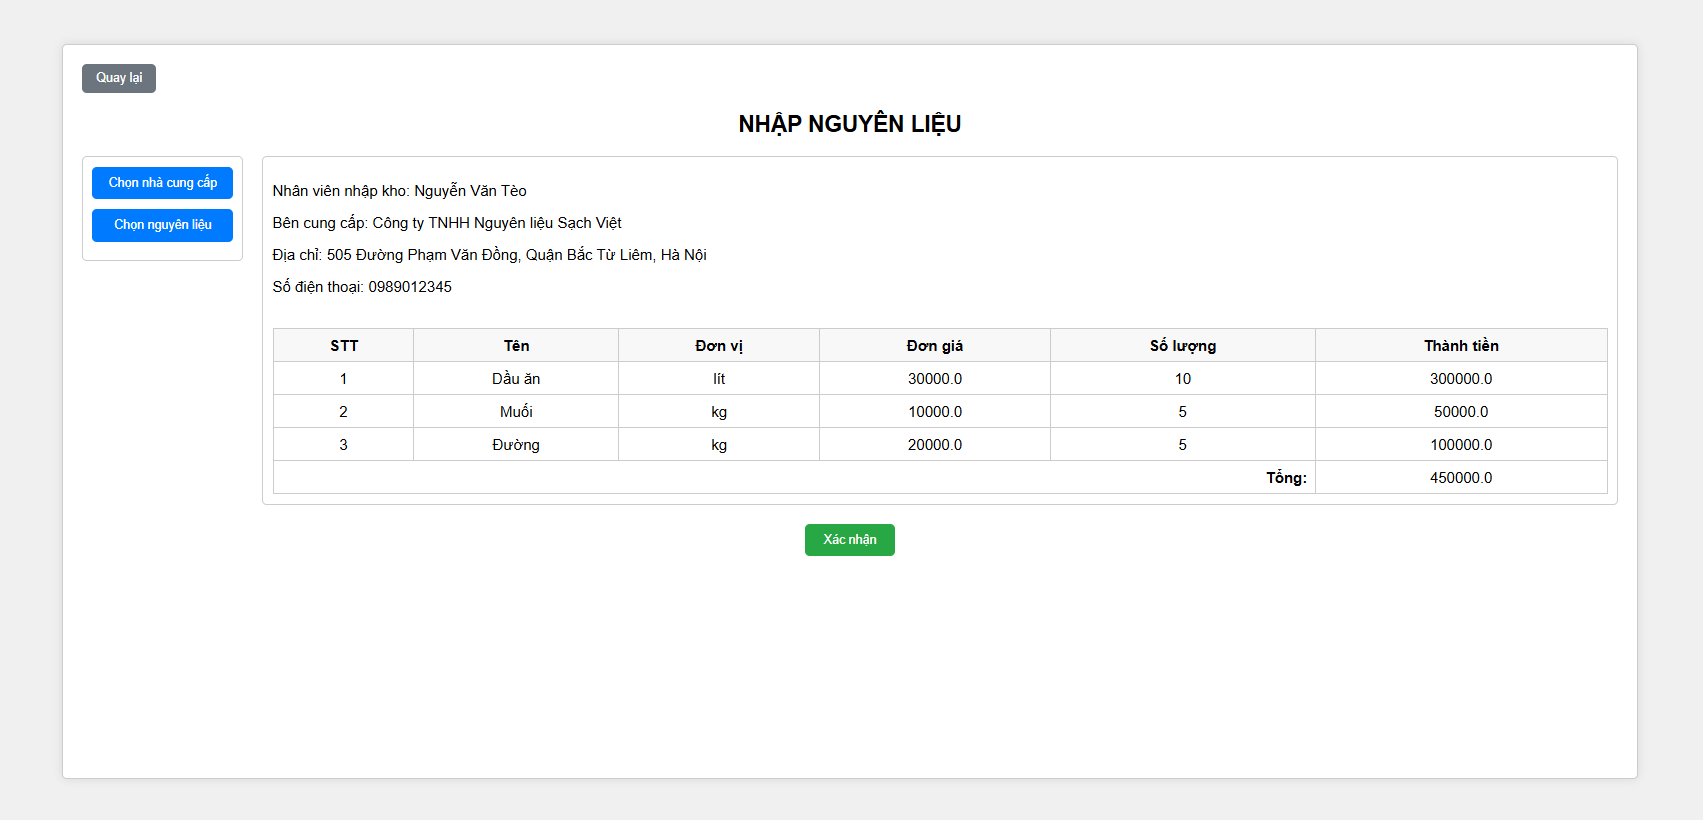 Quay lại
NHẬP NGUYÊN LIỆU
Chọn nhà cung cấp
Chọn nguyên liệu
Nhân viên nhập kho: Nguyễn Văn Tèo
Bên cung cấp: Công ty TNHH Nguyên liệu Sạch Việt
Địa chỉ: 505 Đường Phạm Văn Đồng, Quận Bắc Từ Liêm, Hà Nội
Số điện thoại: 0989012345
STT Tên Đơn vị Đơn giá Số lượng Thành tiền
1 Dầu ăn lít 30000.0 10 300000.0
2 Muối kg 10000.0 5 50000.0
3 Đường kg 20000.0 5 100000.0
Tổng: 450000.0
Xác nhận